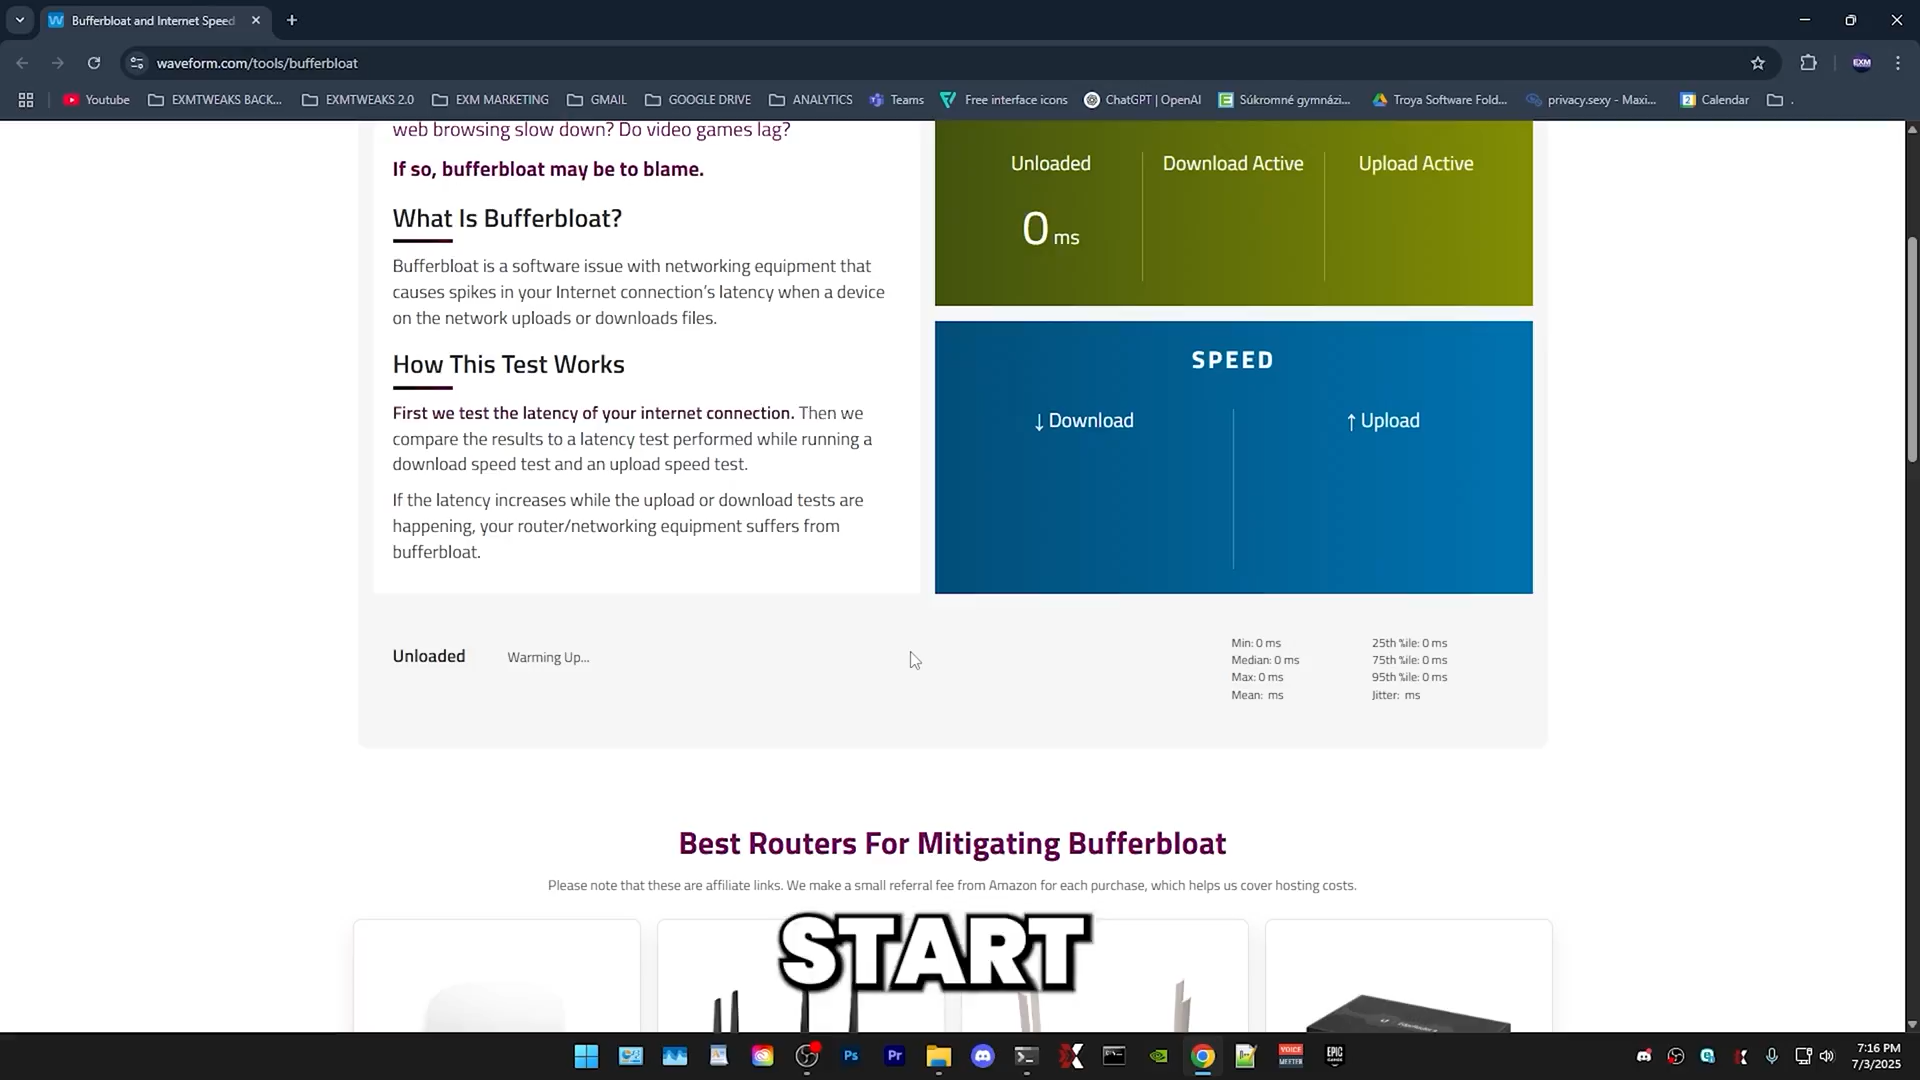 Bufferbloat and Internet Speed
waveform.com/tools/bufferbloat
EXM
Youtube
EXMTWEAKS BACK...
EXMTWEAKS 2.0
EXM MARKETING
GMAIL
GOOGLE DRIVE
ANALYTICS
Teams
Free interface icons
ChatGPT | OpenAI
Súkromné gymnázi...
Troya Software Fold...
privacy.sexy - Maxi...
Calendar
.
web browsing slow down? Do video games lag?
If so, bufferbloat may be to blame.
What Is Bufferbloat?
Bufferbloat is a software issue with networking equipment that
causes spikes in your Internet connection’s latency when a device
on the network uploads or downloads files.
How This Test Works
First we test the latency of your internet connection. Then we
compare the results to a latency test performed while running a
download speed test and an upload speed test.
If the latency increases while the upload or download tests are
happening, your router/networking equipment suffers from
bufferbloat.
Unloaded
0 ms
Download Active
Upload Active
SPEED
↓ Download
↑ Upload
Unloaded
Warming Up...
Min: 0 ms
Median: 0 ms
Max: 0 ms
Mean: ms
25th %ile: 0 ms
75th %ile: 0 ms
95th %ile: 0 ms
Jitter: ms
Best Routers For Mitigating Bufferbloat
Please note that these are affiliate links. We make a small referral fee from Amazon for each purchase, which helps us cover hosting costs.
START
Ps
Pr
VOICE
MEETER
EPIC
7:16 PM
7/3/2025